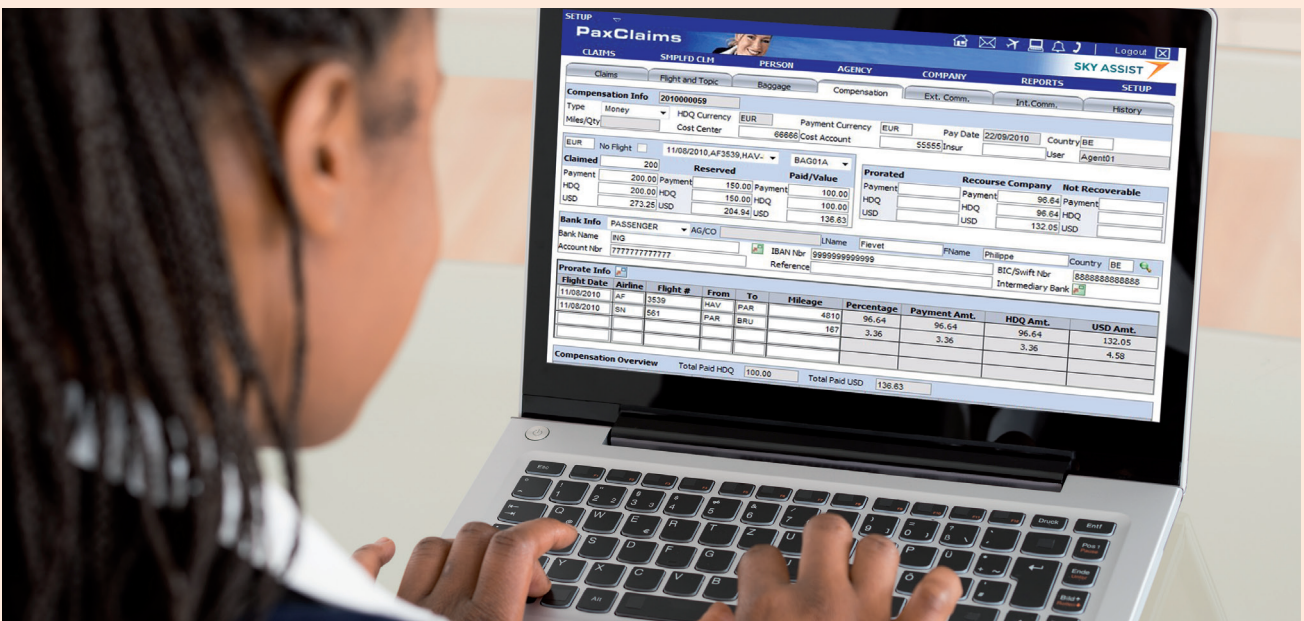 SETUP
PaxClaims
Logout
SKY ASSIST
CLAIMS SMPLFD CLM PERSON AGENCY COMPANY REPORTS SETUP
Claims Flight and Topic Baggage Compensation Ext. Comm. Int.Comm. History
Compensation Info 2010000059
Type Money HDQ Currency EUR Payment Currency EUR Pay Date 22/09/2010 Country BE
Miles/Qty Cost Center 66666 Cost Account 55555 Insur User Agent01
EUR No Flight 11/08/2010,AF3539,HAV- BAG01A
Claimed 200 Reserved Paid/Value Prorated Recourse Company Not Recoverable
Payment 200.00 Payment 150.00 Payment 100.00 Payment Payment 96.64 Payment
HDQ 200.00 HDQ 150.00 HDQ 100.00 HDQ HDQ 96.64 HDQ
USD 273.25 USD 204.94 USD 136.63 USD USD 132.05 USD
Bank Info PASSENGER AG/CO LName Fievet FName Philippe Country BE
Bank Name ING IBAN Nbr 9999999999999 BIC/Swift Nbr 8888888888888
Account Nbr 7777777777777 Reference Intermediary Bank
Prorate Info
Flight Date Airline Flight # From To Mileage Percentage Payment Amt. HDQ Amt. USD Amt.
11/08/2010 AF 3539 HAV PAR 4810 96.64 96.64 96.64 132.05
11/08/2010 SN 561 PAR BRU 167 3.36 3.36 3.36 4.58
Compensation Overview Total Paid HDQ 100.00 Total Paid USD 136.63
Druck Entf
Q W E R T Z U P Ü
Pos1
S D F G Ö
Ende
Y X C V B
Bild
Alt